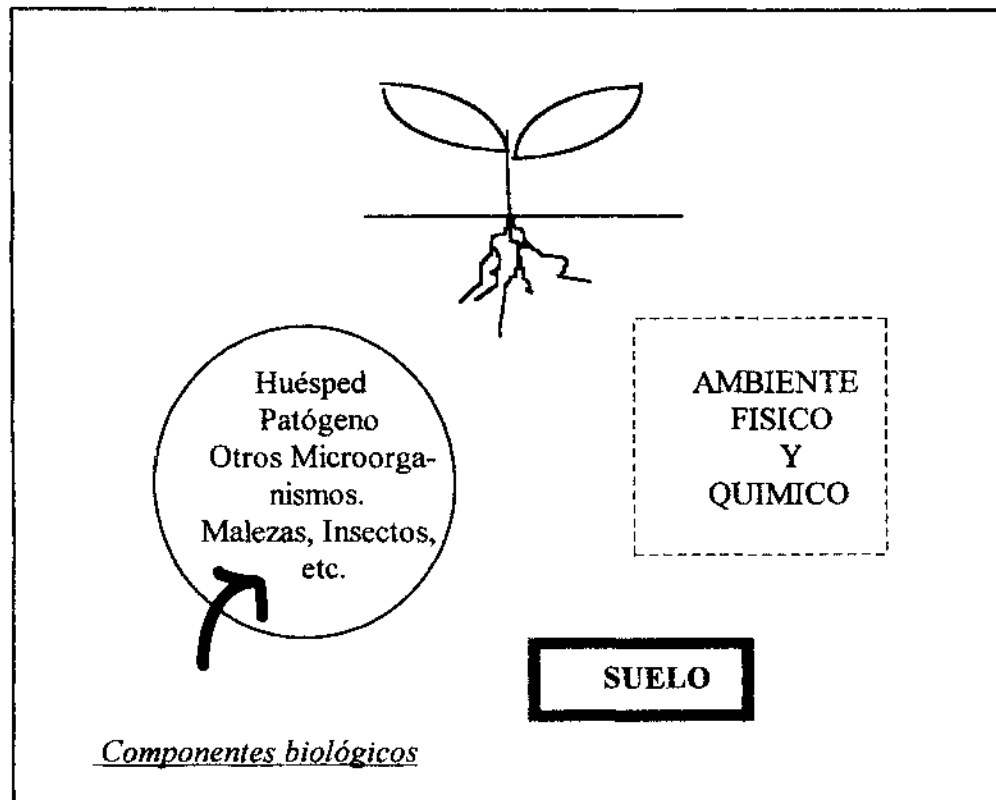 Huésped
Patógeno
Otros Microorga-
nismos.
Malezas, Insectos,
etc.
AMBIENTE
FISICO
Y
QUIMICO
SUELO
Componentes biológicos